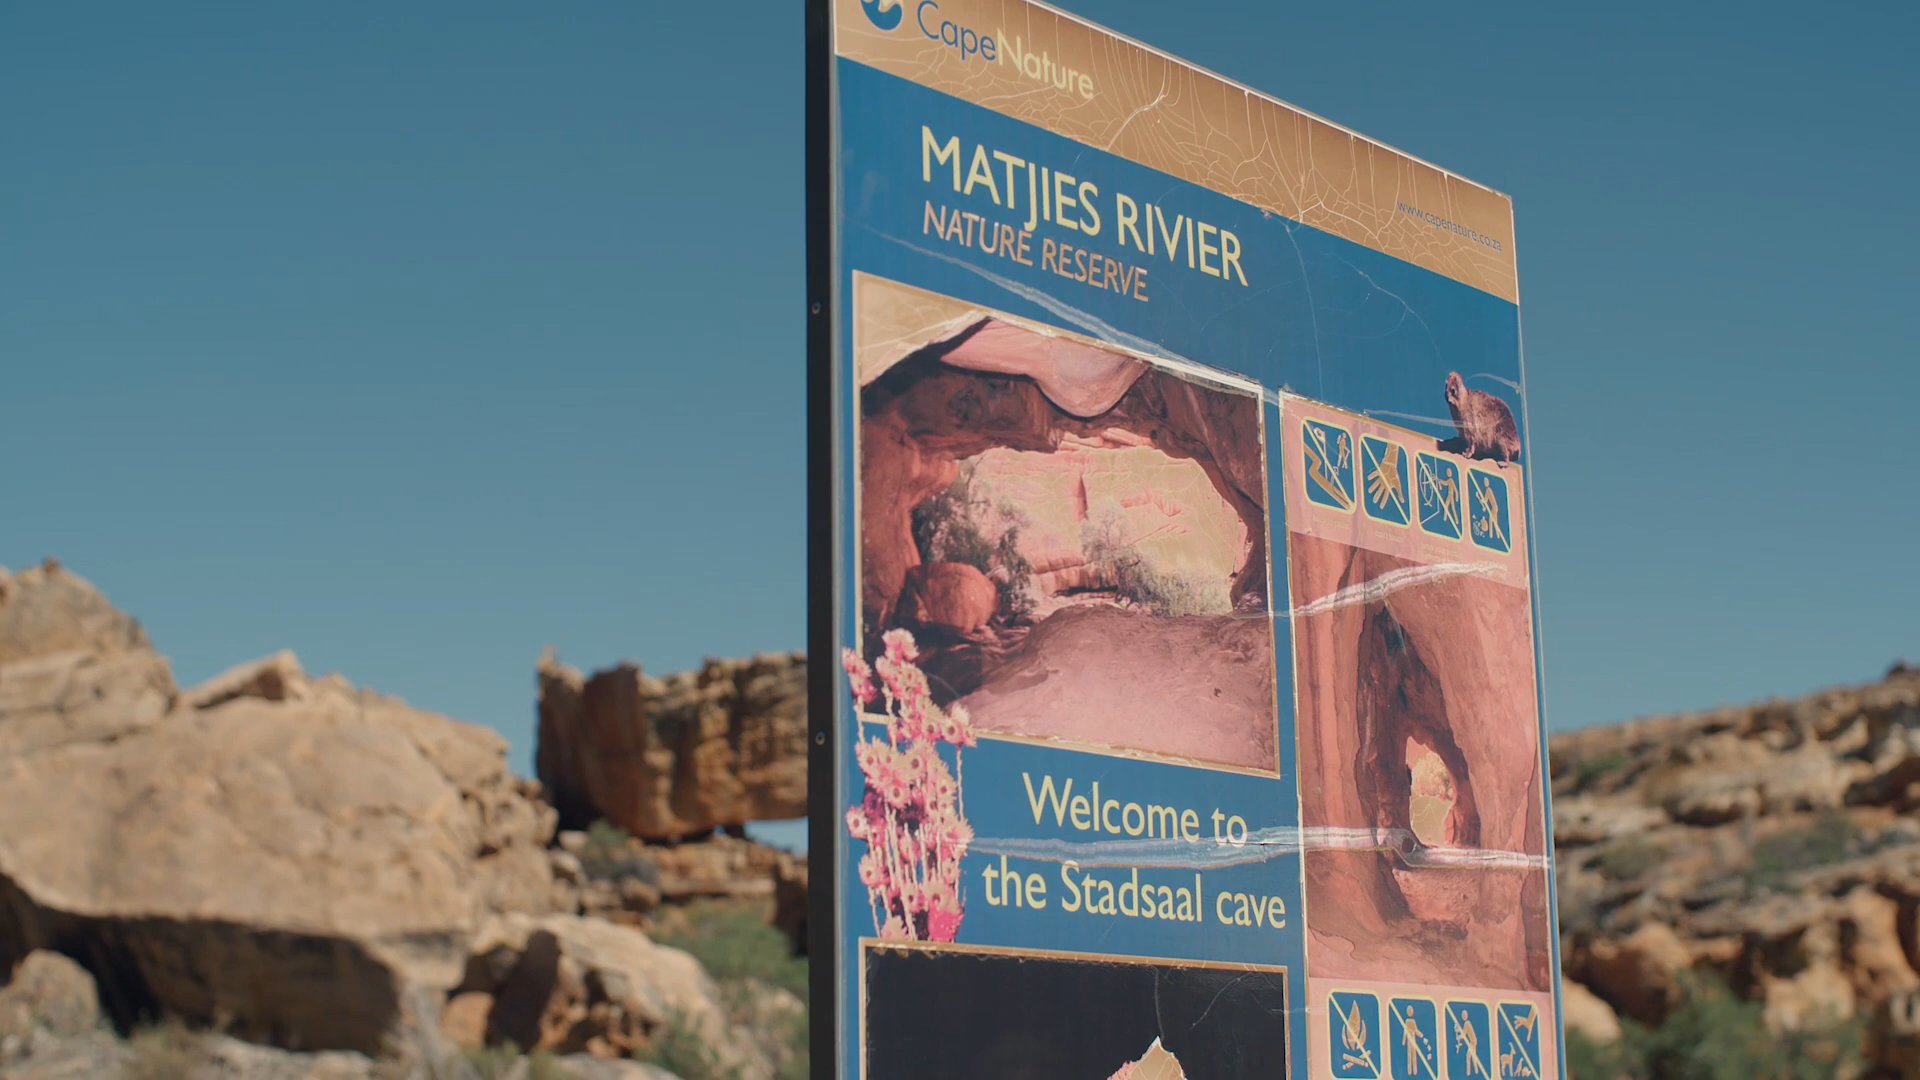 CapeNature
www.capenature.co.za
MATJIES RIVIER
NATURE RESERVE
Welcome to
the Stadsaal cave